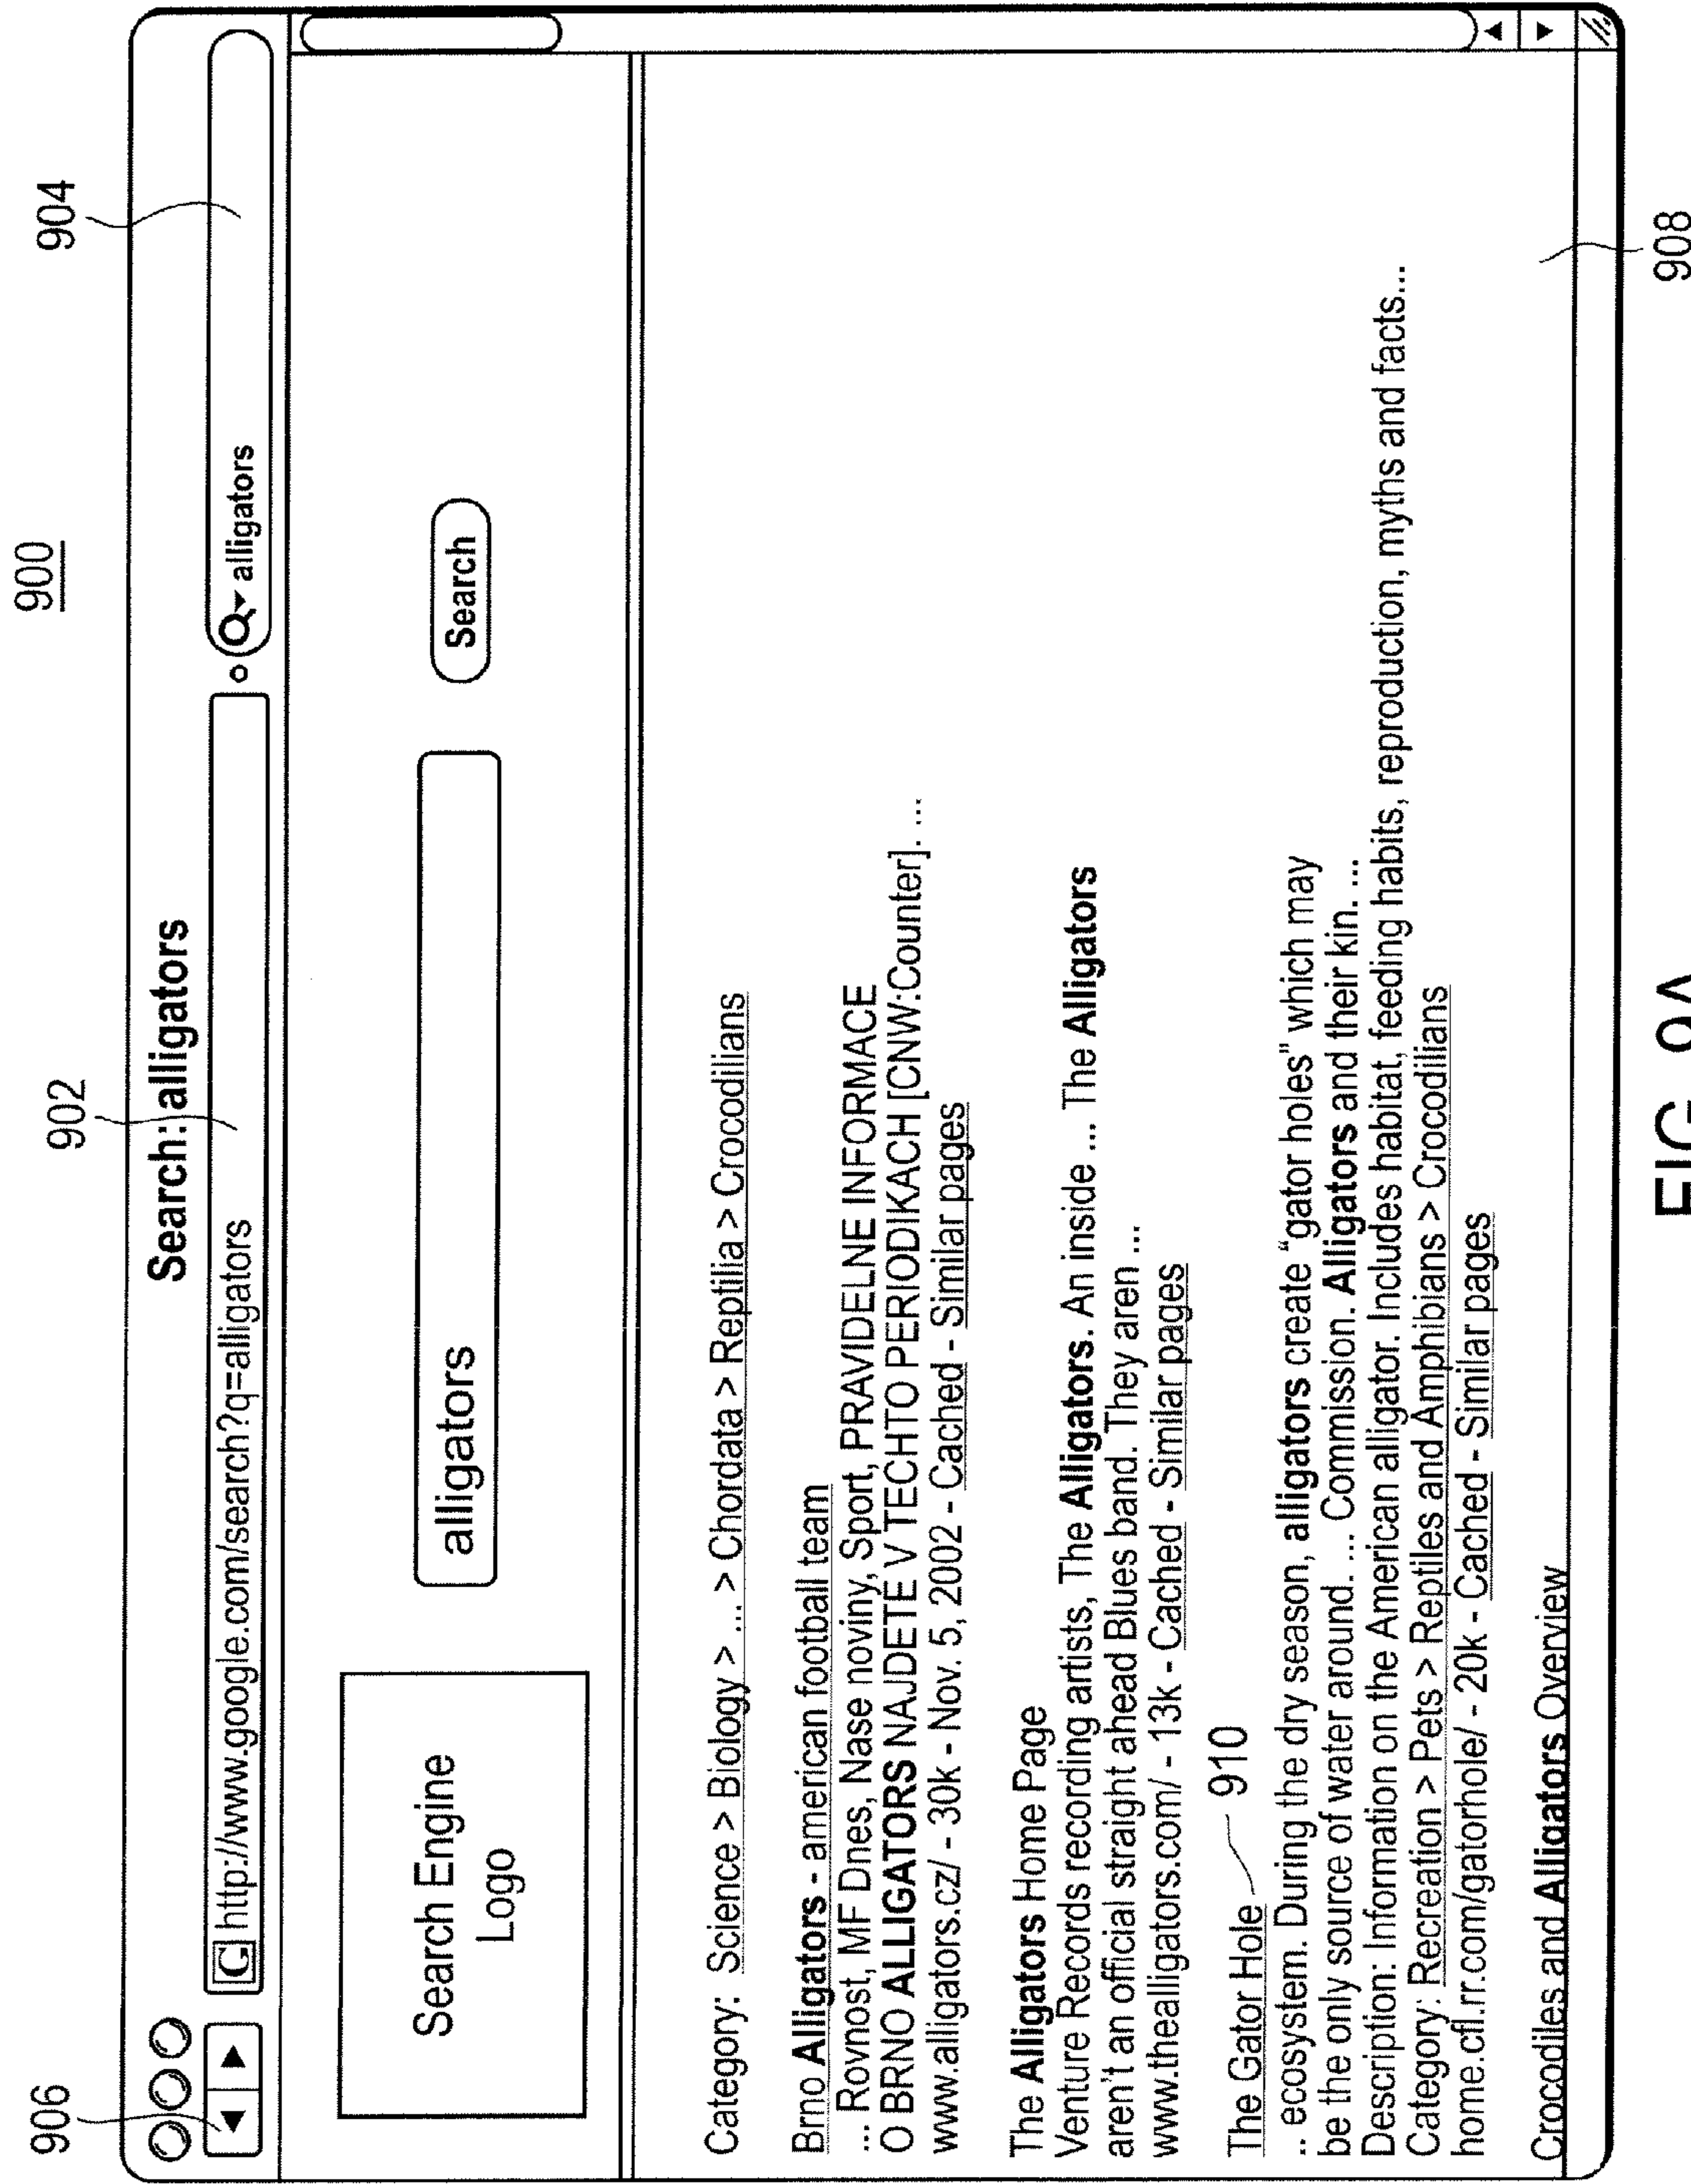 900
906
902
904
Search: alligators
G http://www.google.com/search?q=alligators
alligators
Search Engine
Logo
alligators
Search
Category: Science > Biology > ... > Chordata > Reptilia > Crocodilians
Brno Alligators - american football team
... Rovnost, MF Dnes, Nase noviny, Sport, PRAVIDELNE INFORMACE
O BRNO ALLIGATORS NAJDETE V TECHTO PERIODIKACH [CNW:Counter]. ...
www.alligators.cz/ - 30k - Nov. 5, 2002 - Cached - Similar pages
The Alligators Home Page
Venture Records recording artists, The Alligators. An inside ... The Alligators
aren't an official straight ahead Blues band. They aren ...
www.thealligators.com/ - 13k - Cached - Similar pages
The Gator Hole 910
.. ecosystem. During the dry season, alligators create "gator holes" which may
be the only source of water around. ... Commission. Alligators and their kin. ...
Description: Information on the American alligator. Includes habitat, feeding habits, reproduction, myths and facts...
Category: Recreation > Pets > Reptiles and Amphibians > Crocodilians
home.cfl.rr.com/gatorhole/ - 20k - Cached - Similar pages
Crocodiles and Alligators Overview
908
FIG. 9A